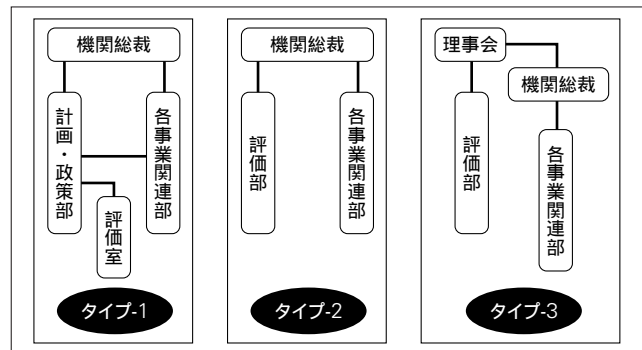 機関総裁
計画・政策部
各事業関連部
評価室
タイプ-1
機関総裁
評価部
各事業関連部
タイプ-2
理事会
機関総裁
評価部
各事業関連部
タイプ-3